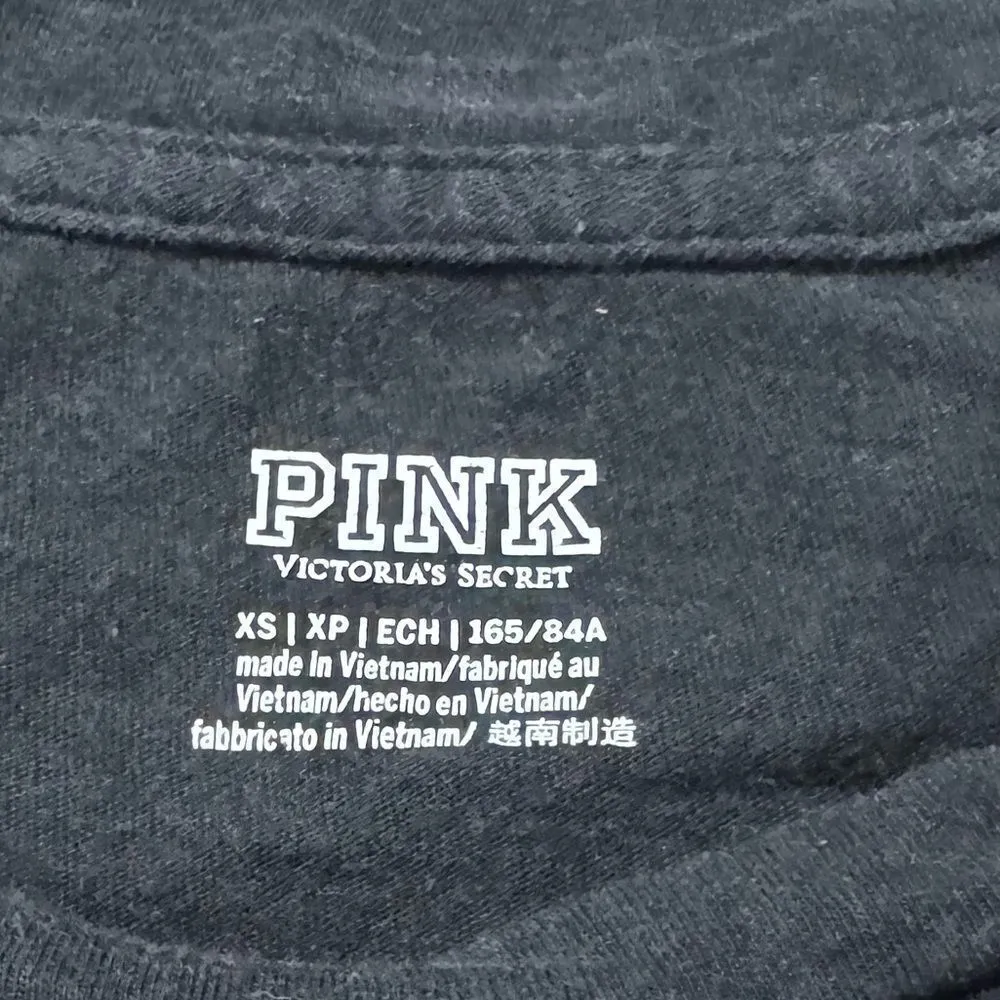 PINK
VICTORIA'S SECRET
XS | XP | ECH | 165/84A
made in Vietnam/fabriqué au
Vietnam/hecho en Vietnam/
fabbricato in Vietnam/ 越南制造